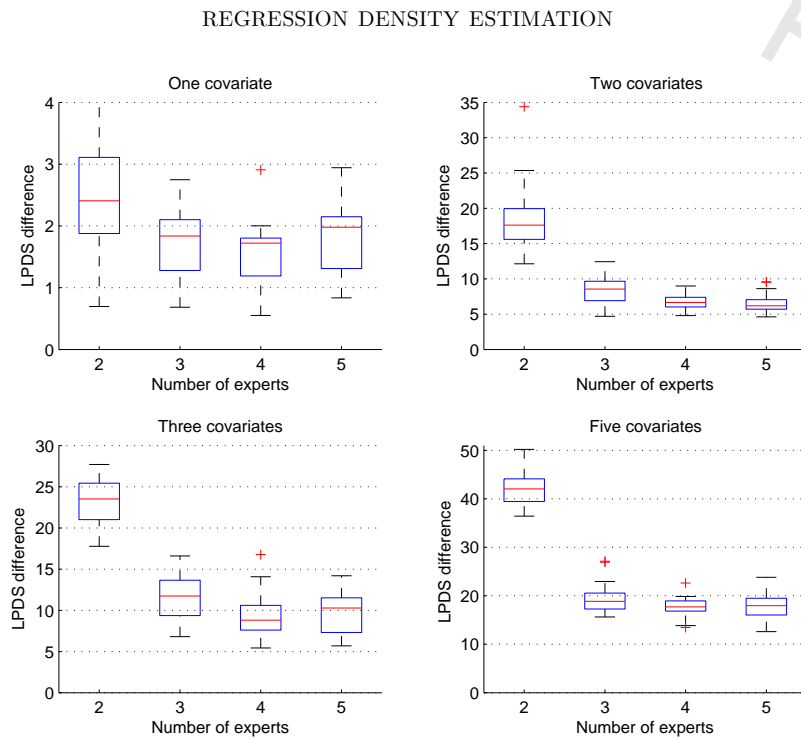 REGRESSION DENSITY ESTIMATION
One covariate
4
3
2
1
0
LPDS difference
2 3 4 5
Number of experts
Two covariates
35
30
25
20
15
10
5
0
LPDS difference
2 3 4 5
Number of experts
Three covariates
30
25
20
15
10
5
0
LPDS difference
2 3 4 5
Number of experts
Five covariates
50
40
30
20
10
0
LPDS difference
2 3 4 5
Number of experts